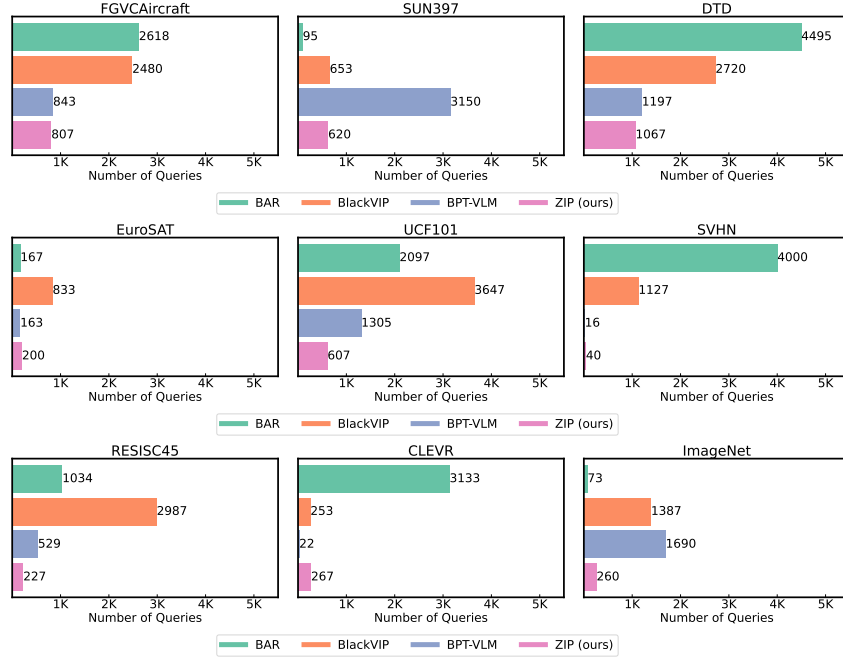 FGVCAircraft
2618
2480
843
807
1K 2K 3K 4K 5K
Number of Queries
SUN397
95
653
3150
620
1K 2K 3K 4K 5K
Number of Queries
DTD
4495
2720
1197
1067
1K 2K 3K 4K 5K
Number of Queries
BAR BlackVIP BPT-VLM ZIP (ours)
EuroSAT
167
833
163
200
1K 2K 3K 4K 5K
Number of Queries
UCF101
2097
3647
1305
607
1K 2K 3K 4K 5K
Number of Queries
SVHN
4000
1127
16
40
1K 2K 3K 4K 5K
Number of Queries
BAR BlackVIP BPT-VLM ZIP (ours)
RESISC45
1034
2987
529
227
1K 2K 3K 4K 5K
Number of Queries
CLEVR
3133
253
22
267
1K 2K 3K 4K 5K
Number of Queries
ImageNet
73
1387
1690
260
1K 2K 3K 4K 5K
Number of Queries
BAR BlackVIP BPT-VLM ZIP (ours)